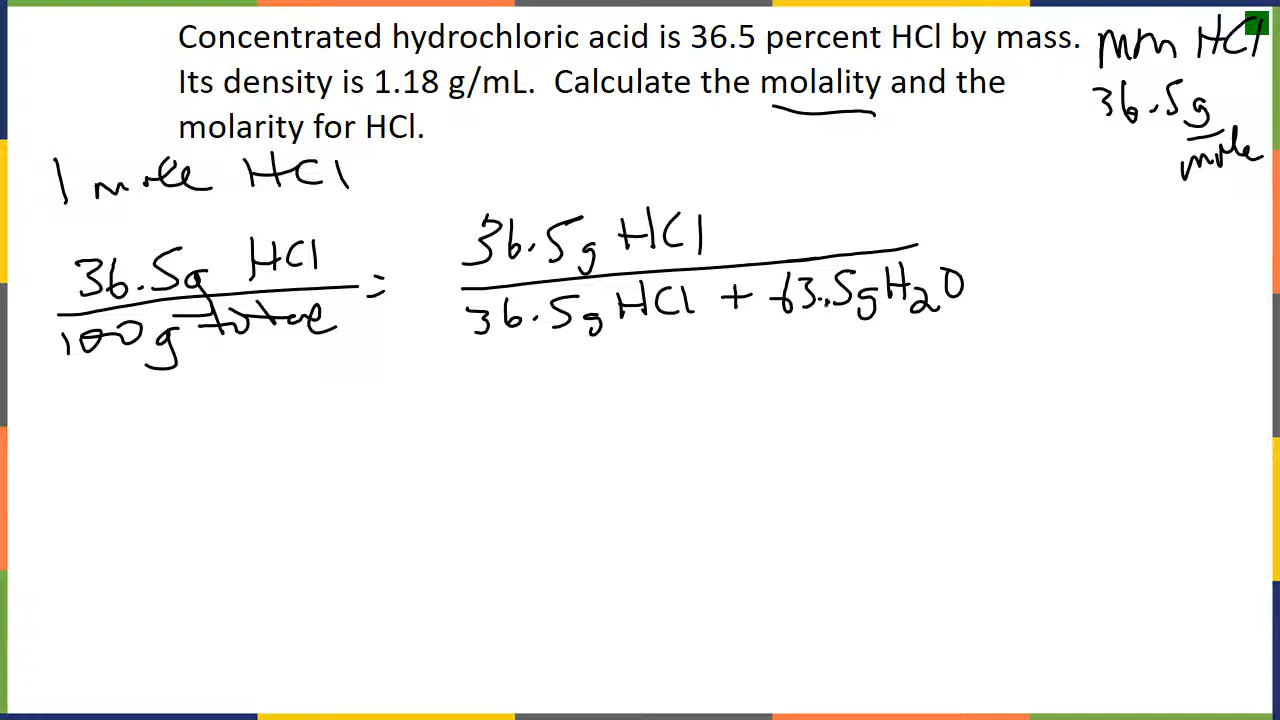 Concentrated hydrochloric acid is 36.5 percent HCl by mass.
Its density is 1.18 g/mL. Calculate the molality and the
molarity for HCl.
mm HCl
36.5g
mole
1 mole HCl
36.5g HCl
100g total
=
36.5g HCl
36.5g HCl + 63.5g H2O